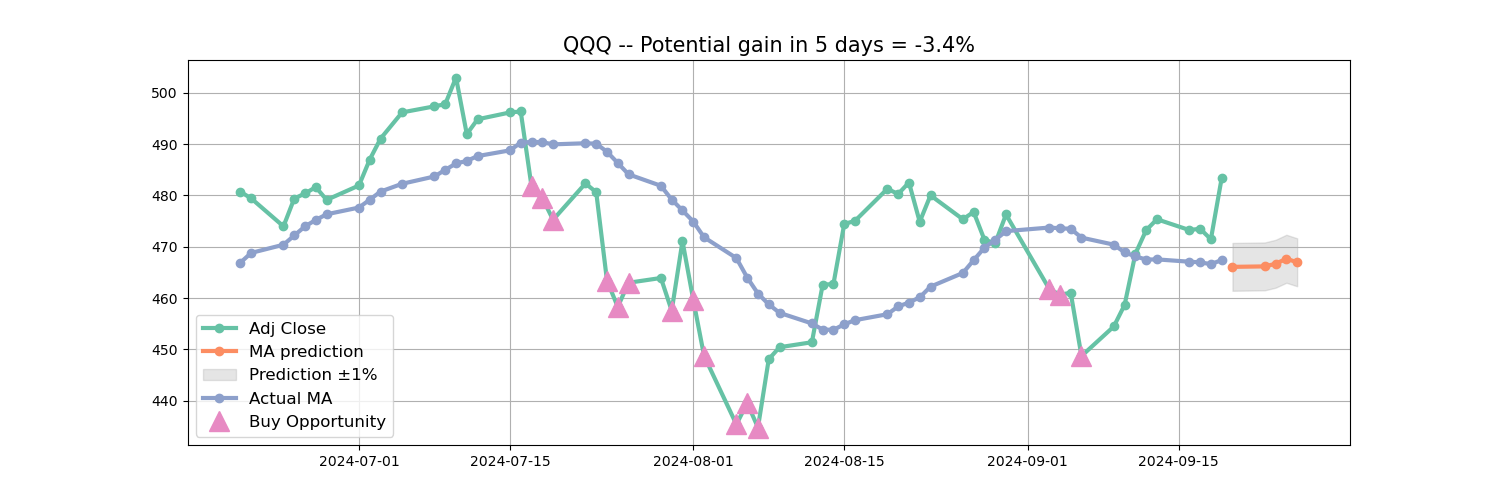 QQQ -- Potential gain in 5 days = -3.4%
500
490
480
470
460
450
440
Adj Close
MA prediction
Prediction ±1%
Actual MA
Buy Opportunity
2024-07-01
2024-07-15
2024-08-01
2024-08-15
2024-09-01
2024-09-15